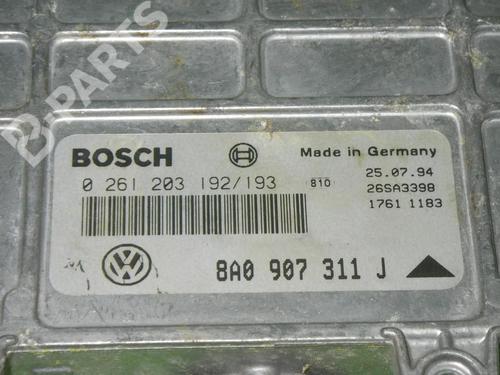 B-PARTS
BOSCH
Made in Germany
0 261 203 192/193
810
25.07.94
26SA3398
1761 1183
VW
8A0 907 311 J